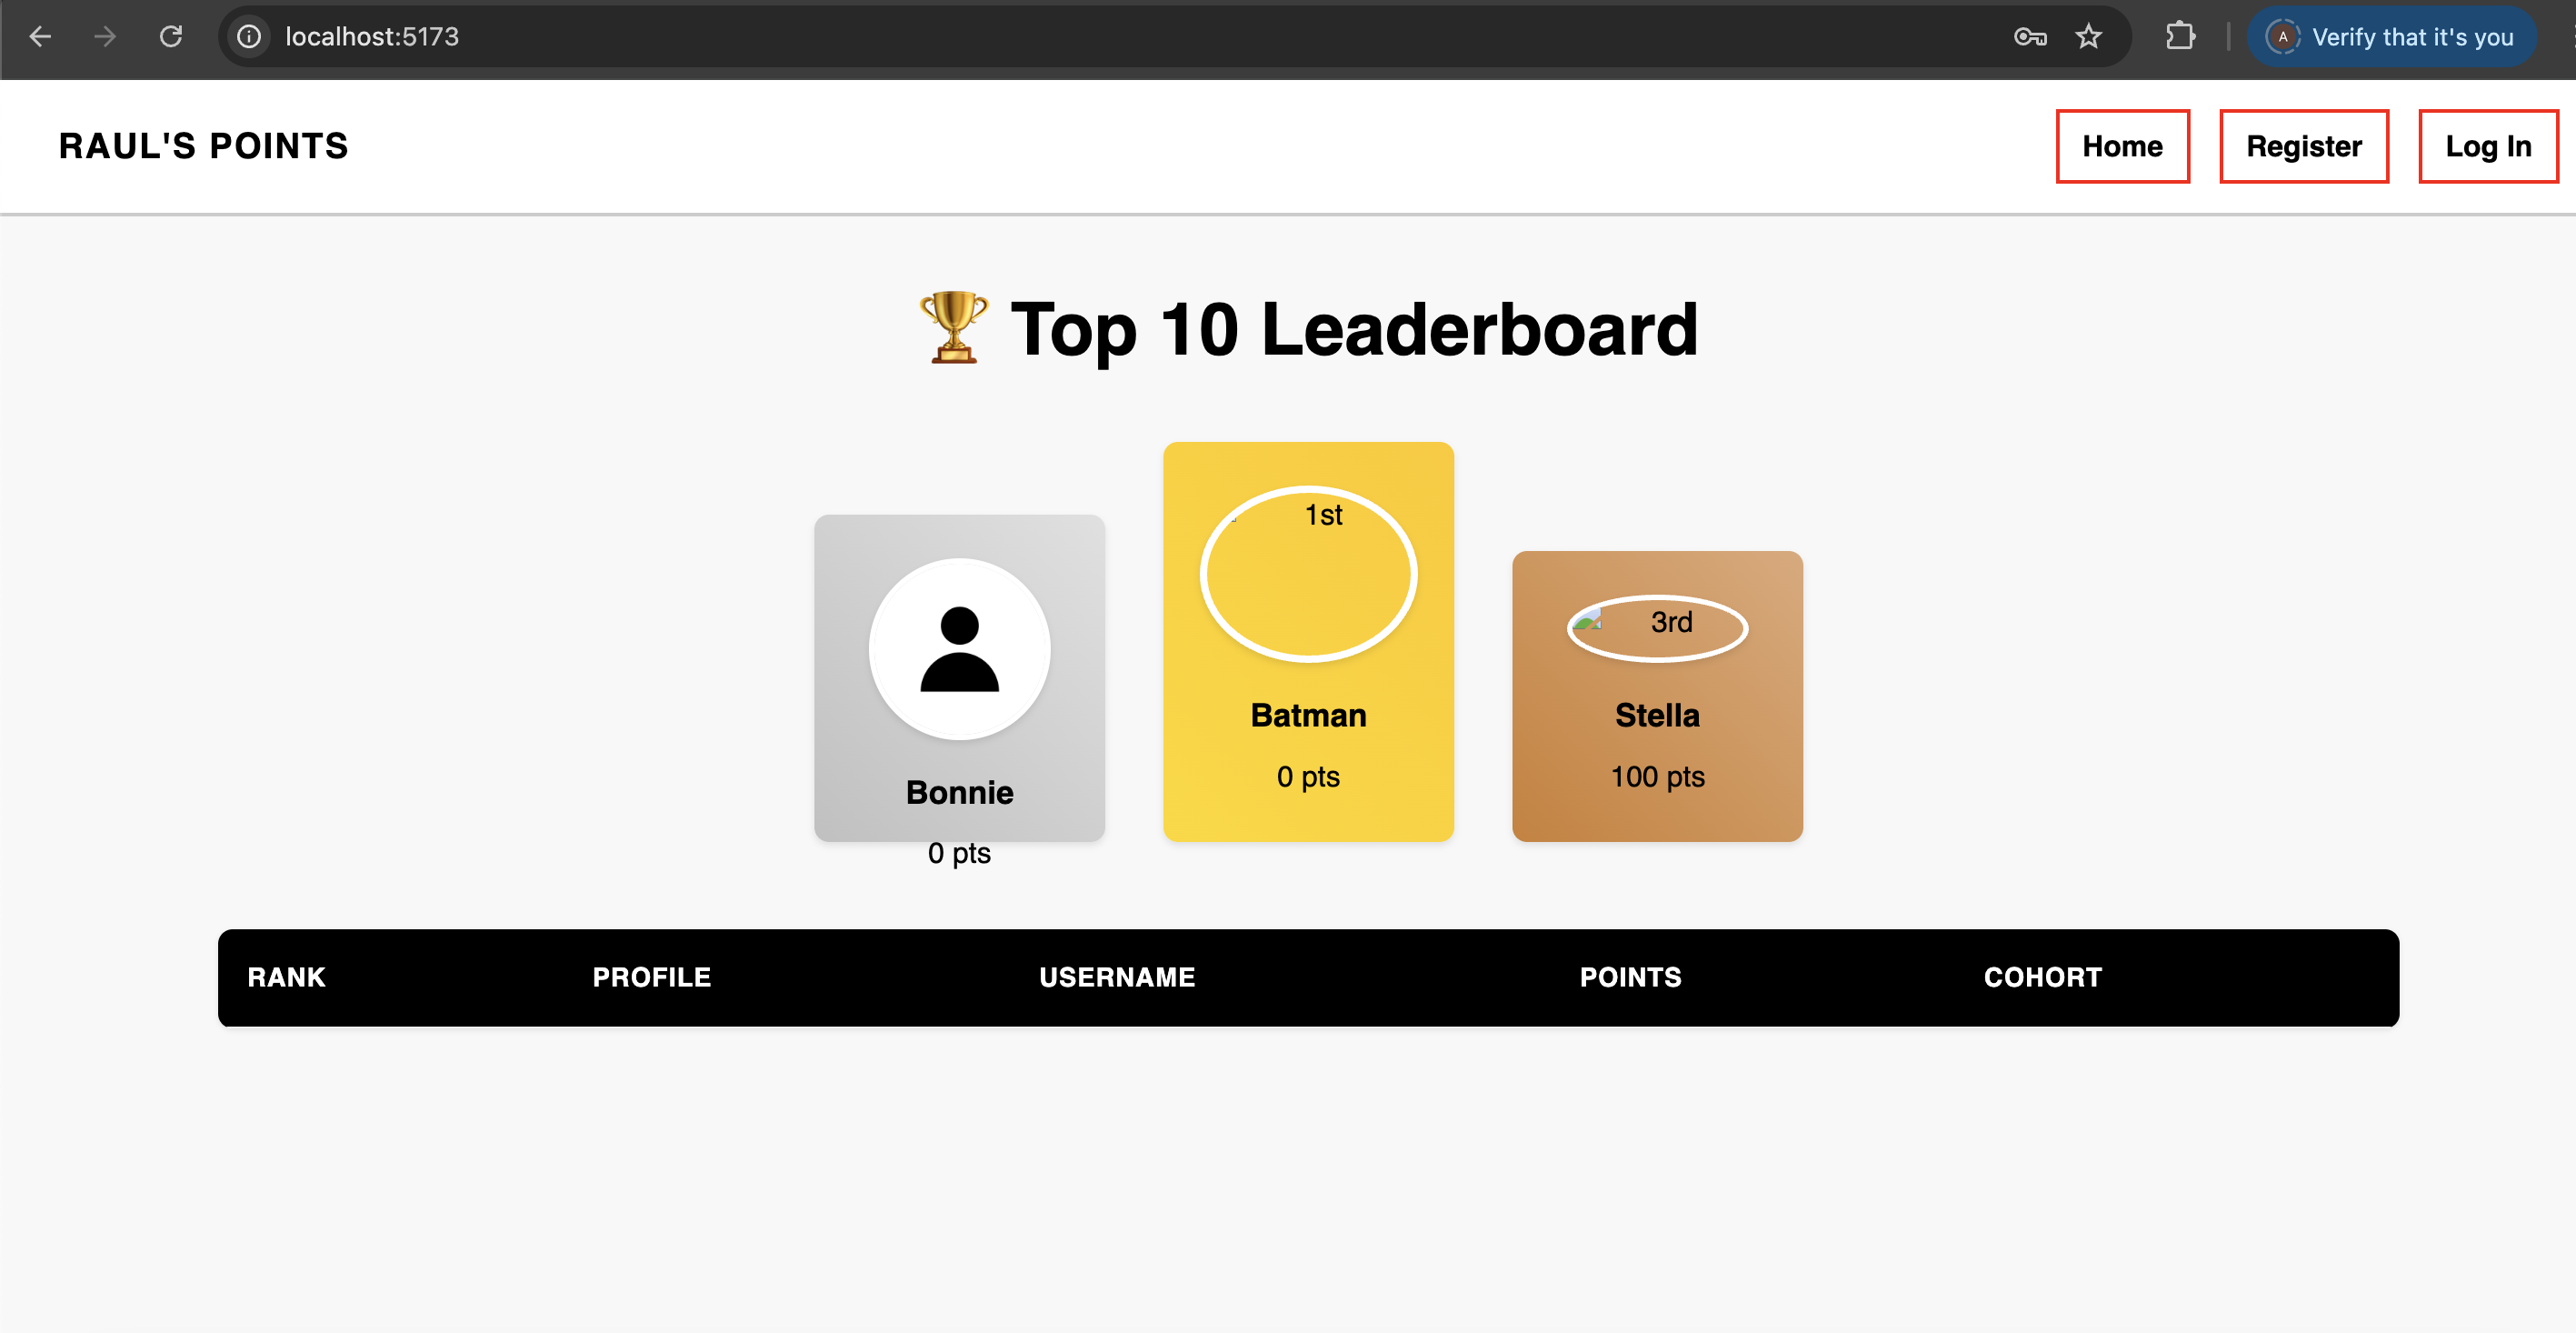 localhost:5173
A
Verify that it's you
RAUL'S POINTS
Home
Register
Log In
🏆 Top 10 Leaderboard
Bonnie
0 pts
1st
Batman
0 pts
3rd
Stella
100 pts
RANK PROFILE USERNAME POINTS COHORT